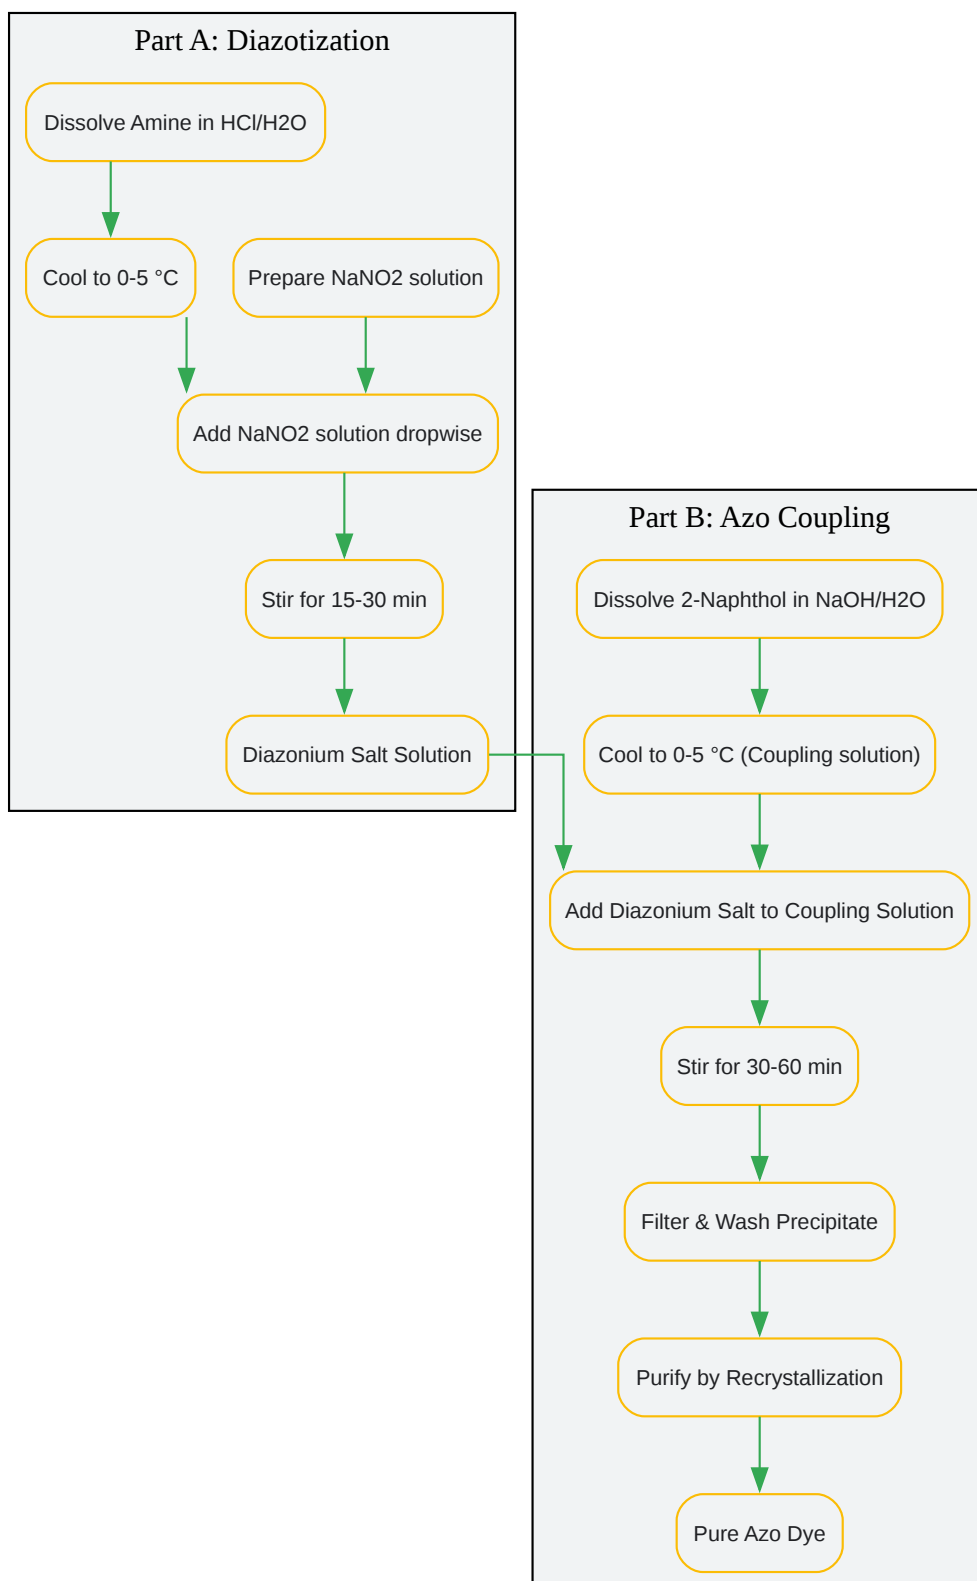 Part A: Diazotization
Dissolve Amine in HCl/H2O
Cool to 0-5 °C
Prepare NaNO2 solution
Add NaNO2 solution dropwise
Stir for 15-30 min
Diazonium Salt Solution
Part B: Azo Coupling
Dissolve 2-Naphthol in NaOH/H2O
Cool to 0-5 °C (Coupling solution)
Add Diazonium Salt to Coupling Solution
Stir for 30-60 min
Filter & Wash Precipitate
Purify by Recrystallization
Pure Azo Dye